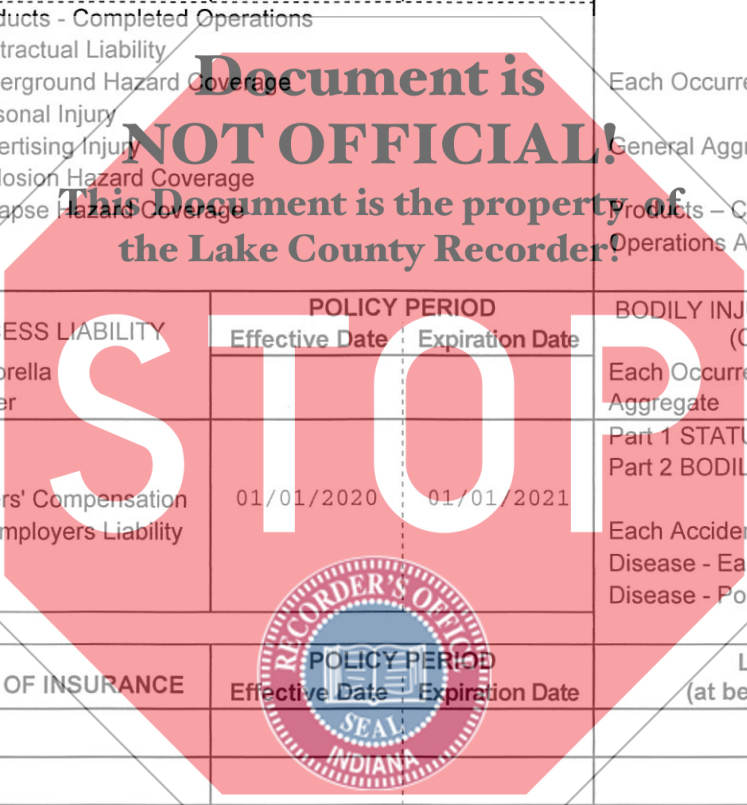 ducts - Completed Operations
tractual Liability
erground Hazard Coverage
sonal Injury
ertising Injury
losion Hazard Coverage
apse Hazard Coverage
Each Occurre
General Aggr
Products – C
Operations A
Document is
NOT OFFICIAL!
This Document is the property of
the Lake County Recorder!
STOP
ESS LIABILITY
POLICY PERIOD
Effective Date Expiration Date
BODILY INJU
(C
orella
er
Each Occurre
Aggregate
rs' Compensation
mployers Liability
01/01/2020 01/01/2021
Part 1 STATU
Part 2 BODIL
Each Acciden
Disease - Ea
Disease - Po
OF INSURANCE
POLICY PERIOD
Effective Date Expiration Date
L
(at be
RECORDER'S OFFICE
SEAL
INDIANA